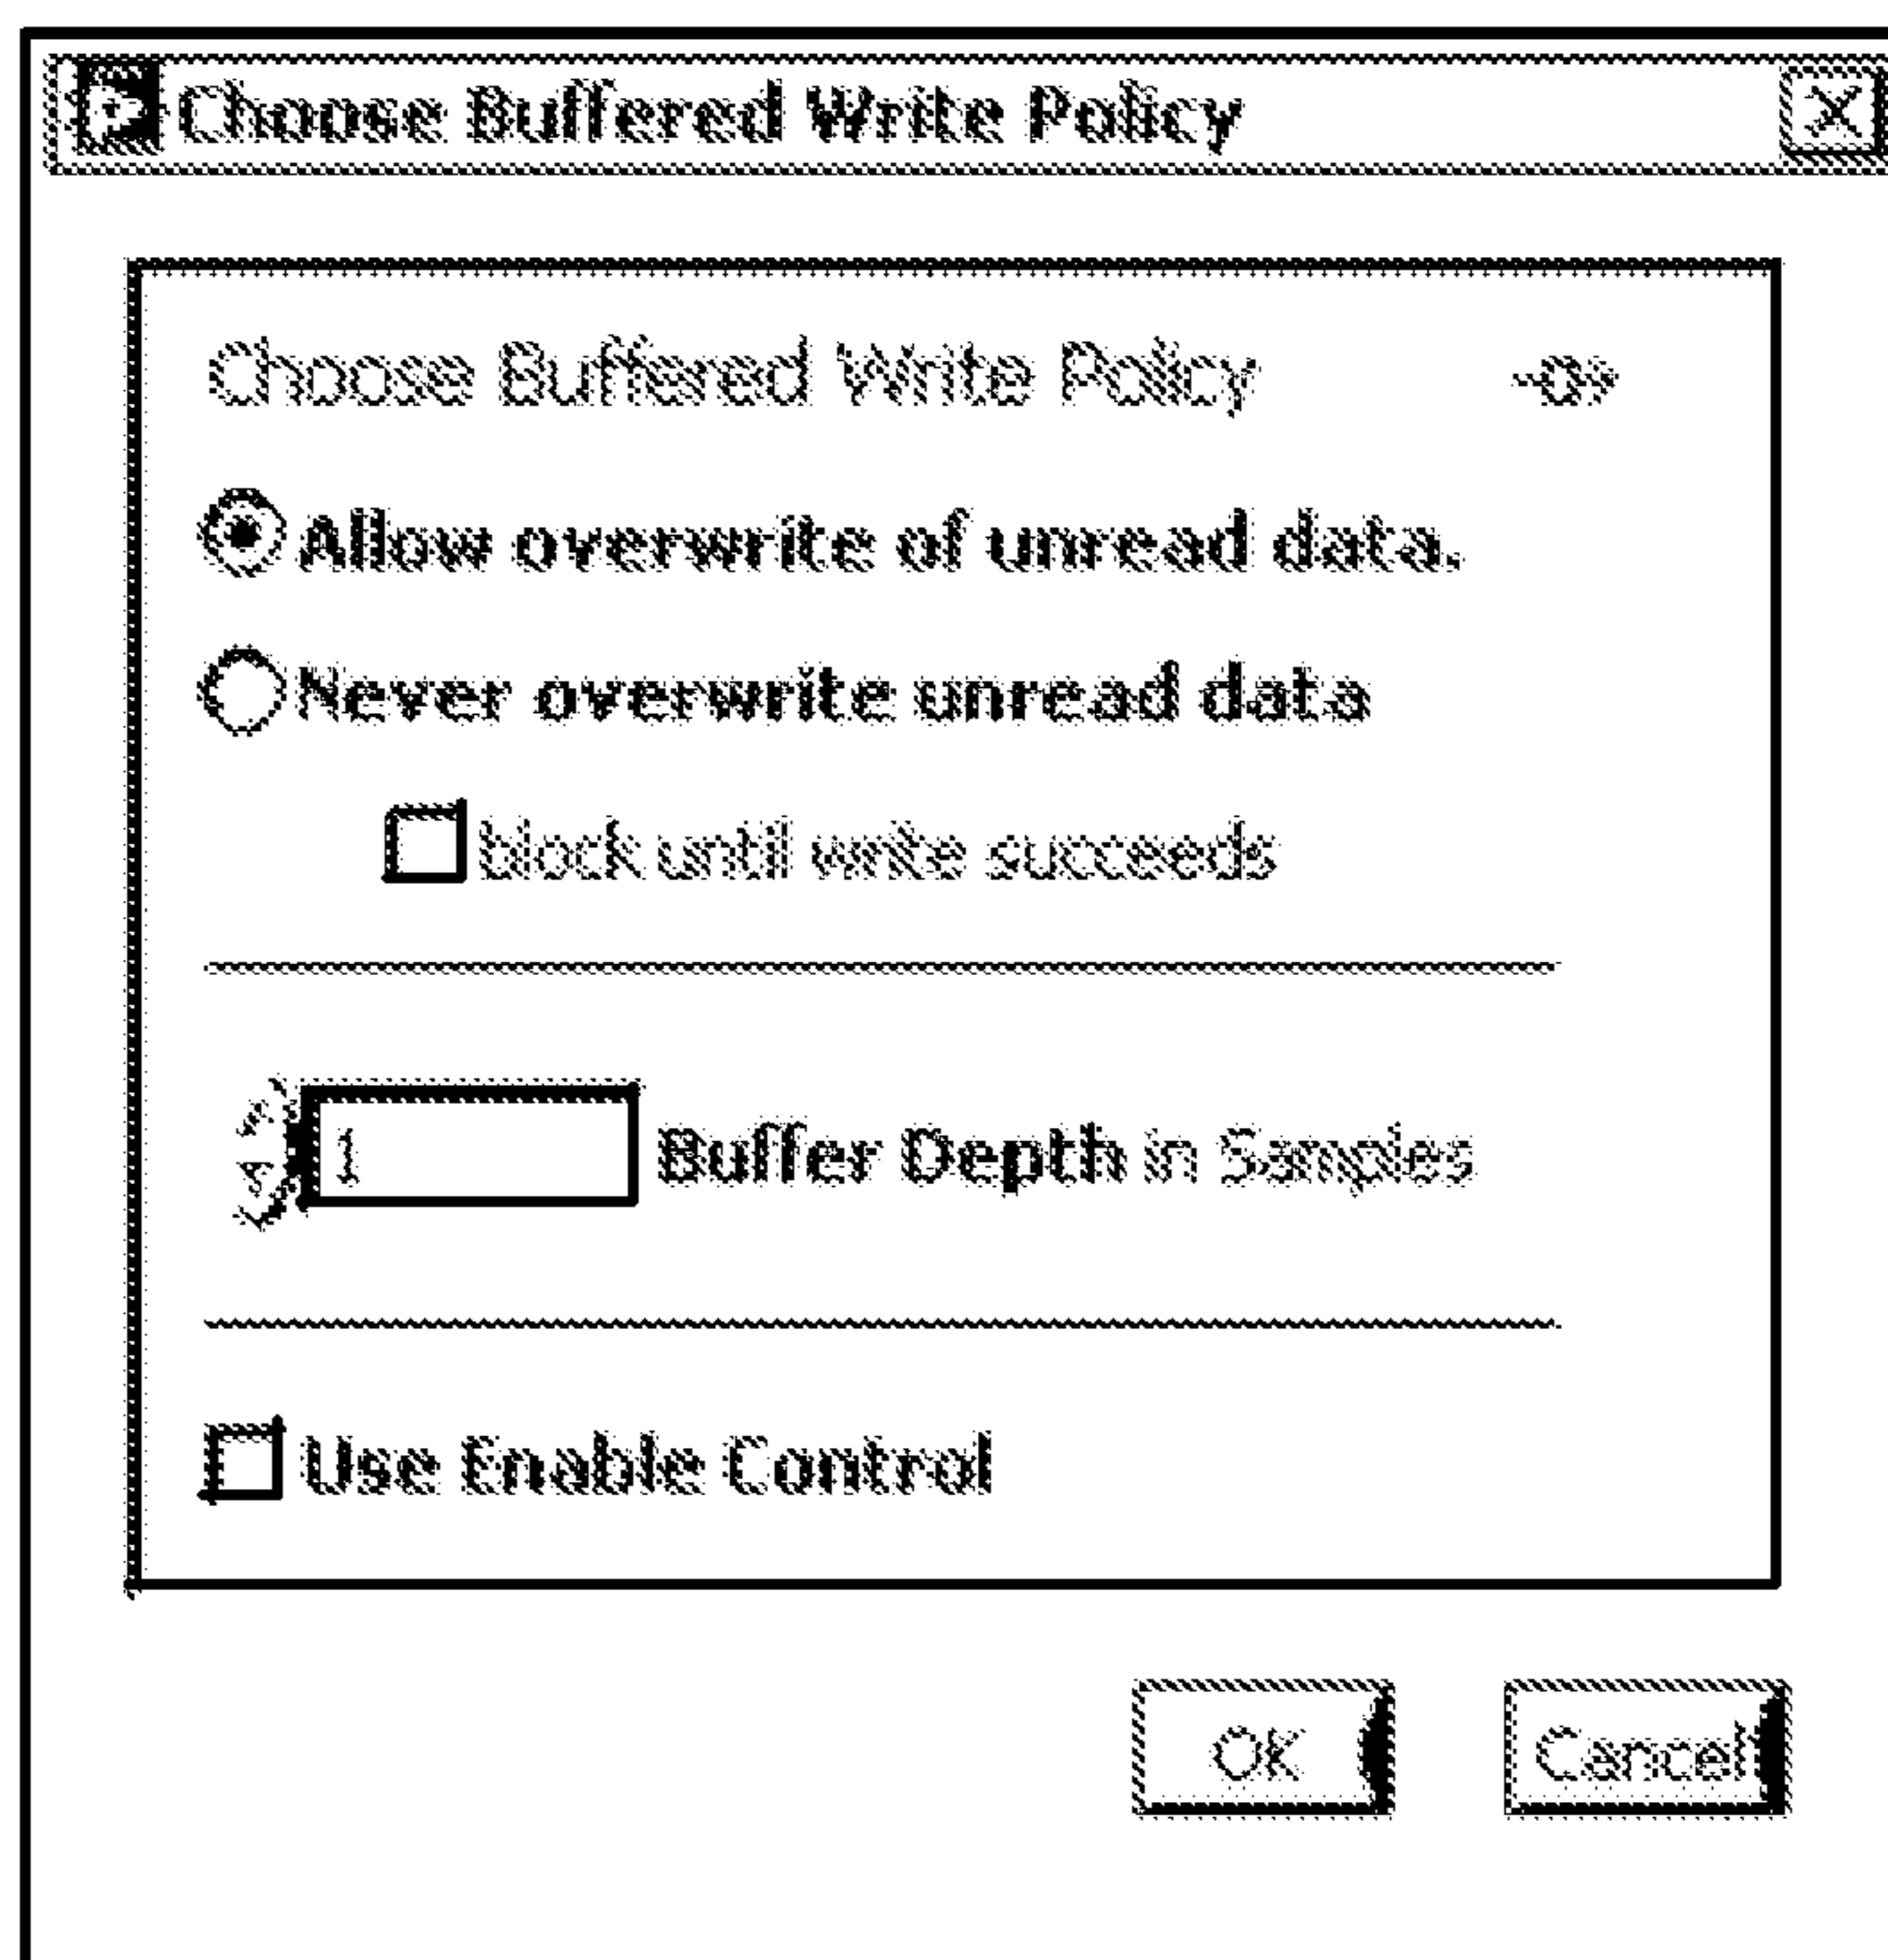 Choose Buffered Write Policy
Choose Buffered Write Policy
Allow overwrite of unread data.
Never overwrite unread data
block until write succeeds
1 Buffer Depth in Samples
Use Enable Control
OK Cancel